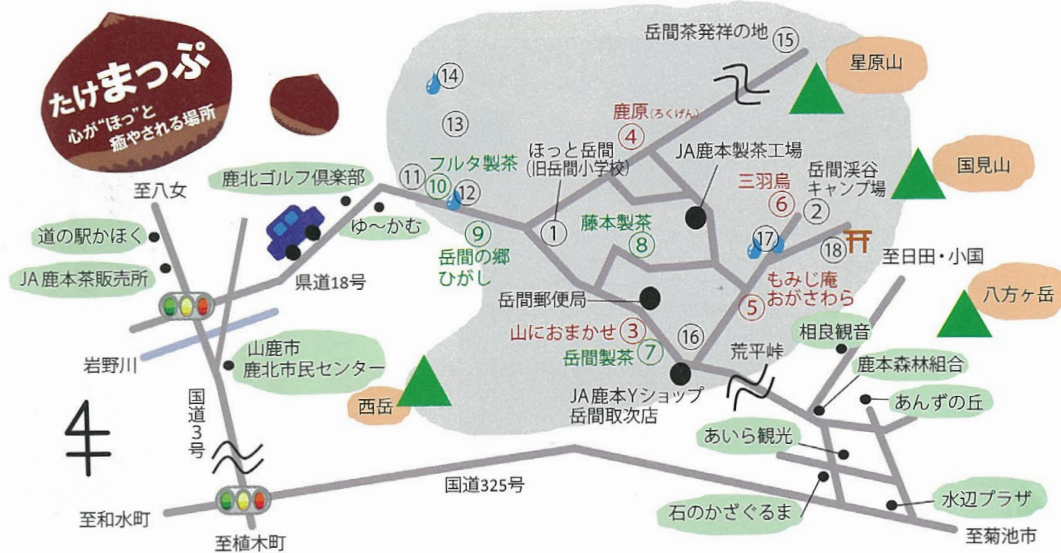 たけまっぷ
心が“ほっ”と
癒やされる場所
岳間茶発祥の地
⑮
星原山
⑭
⑬
鹿原(ろくげん)
④
ほっと岳間
(旧岳間小学校)
①
JA鹿本製茶工場
国見山
至八女
鹿北ゴルフ倶楽部
⑪
フルタ製茶
⑩
⑫
三羽烏
⑥
岳間渓谷
キャンプ場
②
道の駅かほく
ゆ〜かむ
⑨
岳間の郷
ひがし
藤本製茶
⑧
⑰
⑱
至日田・小国
JA鹿本茶販売所
県道18号
岳間郵便局
もみじ庵
おがさわら
⑤
八方ヶ岳
岩野川
山鹿市
鹿北市民センター
山におまかせ
③
岳間製茶
⑦
⑯
荒平峠
相良観音
鹿本森林組合
西岳
JA鹿本Yショップ
岳間取次店
あんずの丘
国道3号
あいら観光
国道325号
石のかざぐるま
水辺プラザ
至和水町
至植木町
至菊池市